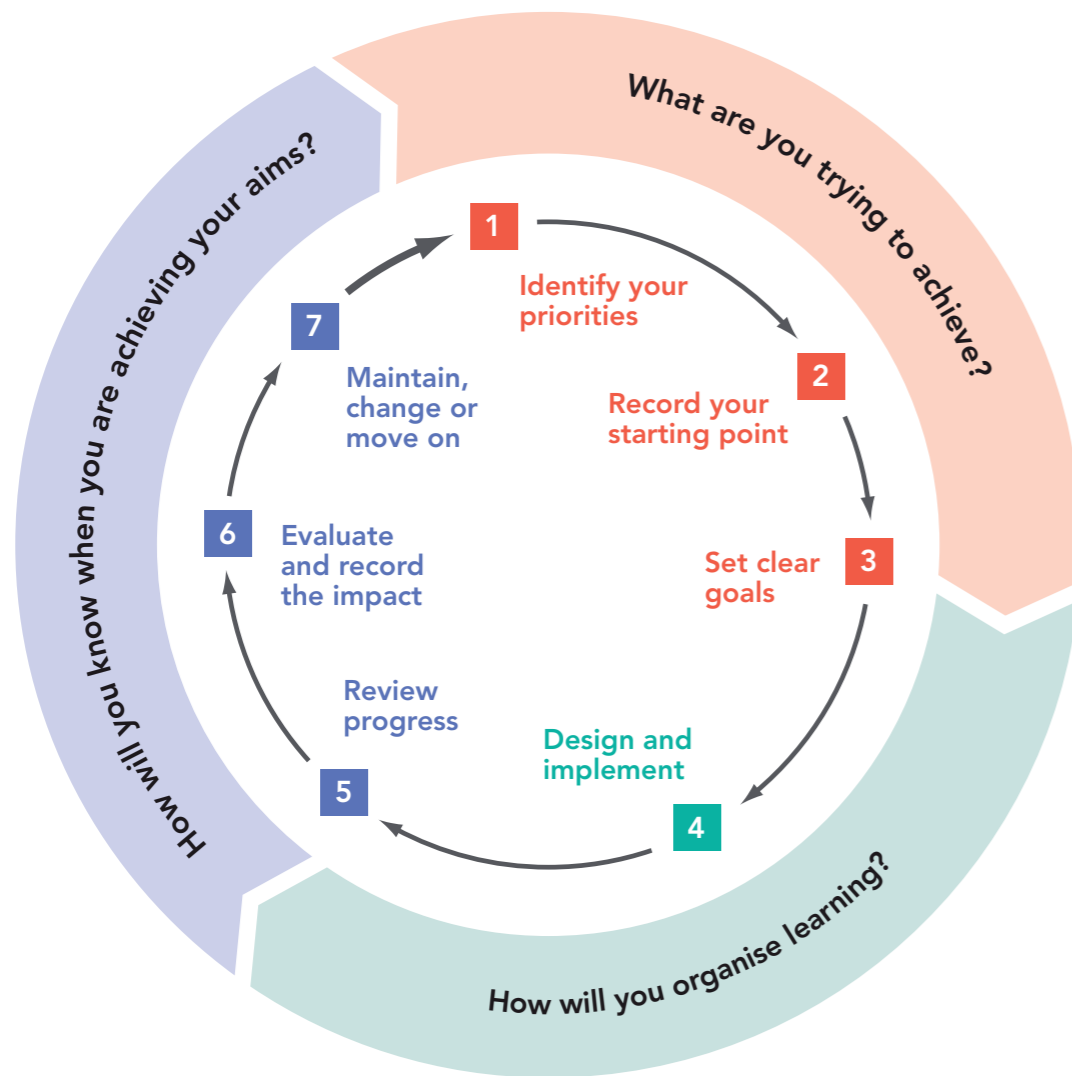 What are you trying to achieve?
1
Identify your
priorities
2
Record your
starting point
3
Set clear
goals
How will you organise learning?
4
Design and
implement
How will you know when you are achieving your aims?
5
Review
progress
6
Evaluate
and record
the impact
7
Maintain,
change or
move on